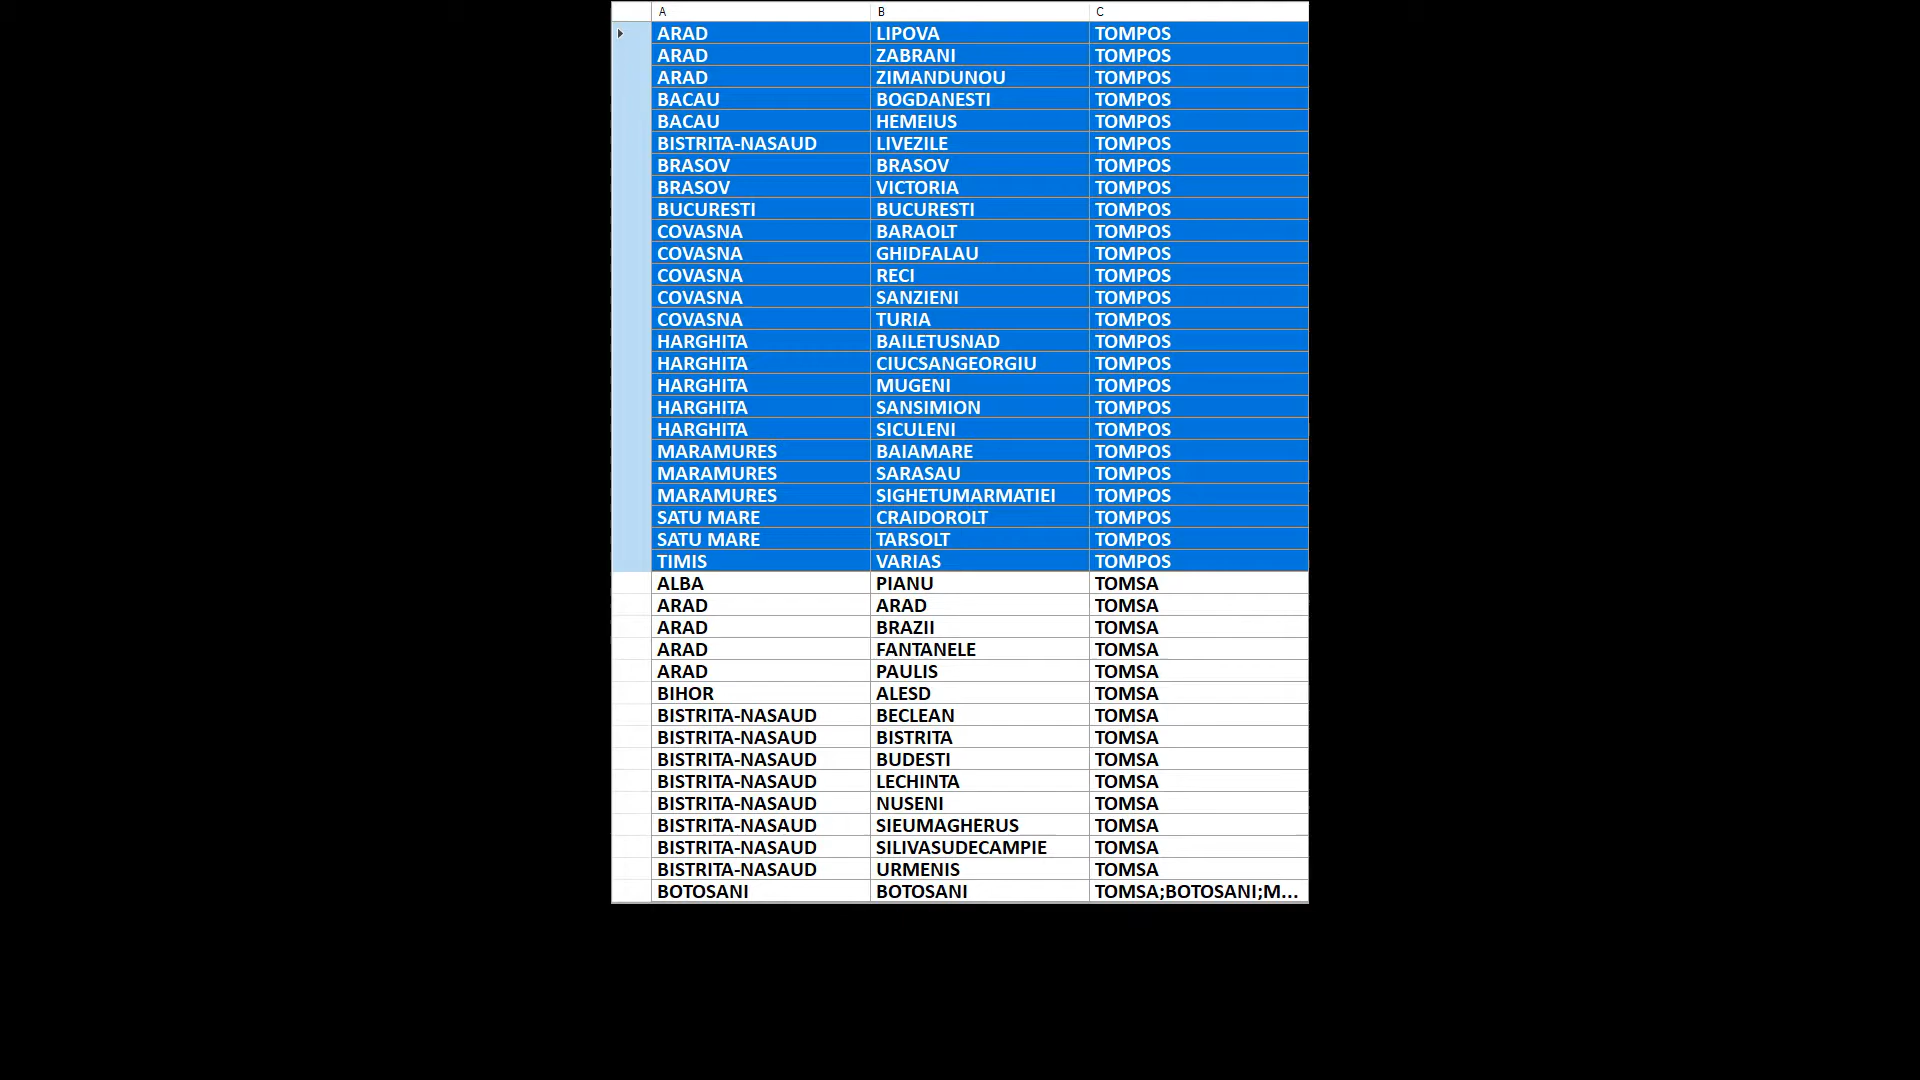 A B C
ARAD LIPOVA TOMPOS
ARAD ZABRANI TOMPOS
ARAD ZIMANDUNOU TOMPOS
BACAU BOGDANESTI TOMPOS
BACAU HEMEIUS TOMPOS
BISTRITA-NASAUD LIVEZILE TOMPOS
BRASOV BRASOV TOMPOS
BRASOV VICTORIA TOMPOS
BUCURESTI BUCURESTI TOMPOS
COVASNA BARAOLT TOMPOS
COVASNA GHIDFALAU TOMPOS
COVASNA RECI TOMPOS
COVASNA SANZIENI TOMPOS
COVASNA TURIA TOMPOS
HARGHITA BAILETUSNAD TOMPOS
HARGHITA CIUCSANGEORGIU TOMPOS
HARGHITA MUGENI TOMPOS
HARGHITA SANSIMION TOMPOS
HARGHITA SICULENI TOMPOS
MARAMURES BAIAMARE TOMPOS
MARAMURES SARASAU TOMPOS
MARAMURES SIGHETUMARMATIEI TOMPOS
SATU MARE CRAIDOROLT TOMPOS
SATU MARE TARSOLT TOMPOS
TIMIS VARIAS TOMPOS
ALBA PIANU TOMSA
ARAD ARAD TOMSA
ARAD BRAZII TOMSA
ARAD FANTANELE TOMSA
ARAD PAULIS TOMSA
BIHOR ALESD TOMSA
BISTRITA-NASAUD BECLEAN TOMSA
BISTRITA-NASAUD BISTRITA TOMSA
BISTRITA-NASAUD BUDESTI TOMSA
BISTRITA-NASAUD LECHINTA TOMSA
BISTRITA-NASAUD NUSENI TOMSA
BISTRITA-NASAUD SIEUMAGHERUS TOMSA
BISTRITA-NASAUD SILIVASUDECAMPIE TOMSA
BISTRITA-NASAUD URMENIS TOMSA
BOTOSANI BOTOSANI TOMSA;BOTOSANI;M...